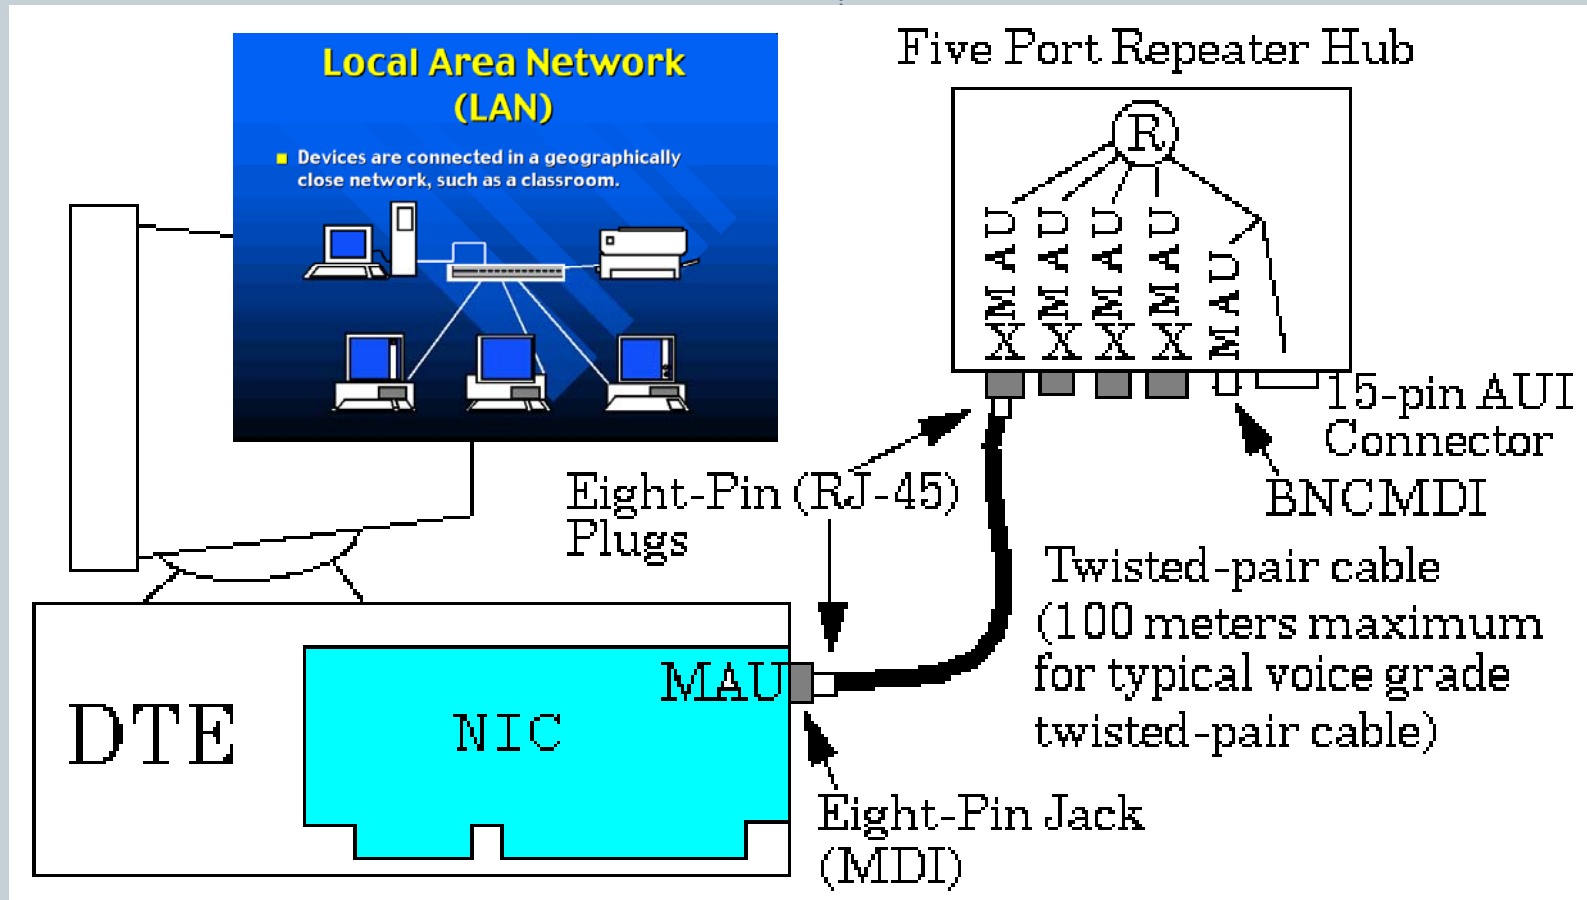 Local Area Network
(LAN)
Devices are connected in a geographically
close network, such as a classroom.
Five Port Repeater Hub
R
MAU
MAU
MAU
MAU
MAU
X
X
X
X
15-pin AUI
Connector
BNCMDI
Eight-Pin (RJ-45)
Plugs
Twisted-pair cable
(100 meters maximum
for typical voice grade
twisted-pair cable)
MAU
NIC
DTE
Eight-Pin Jack
(MDI)